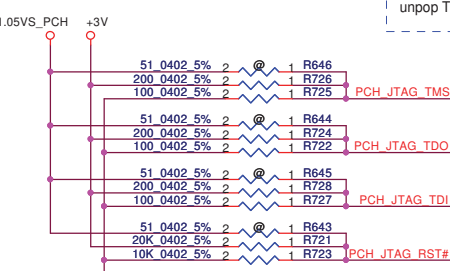 unpop T
1.05VS_PCH +3V
51_0402_5% 2 @ 1 R646
200_0402_5% 2 1 R726
100_0402_5% 2 1 R725 PCH_JTAG_TMS
51_0402_5% 2 @ 1 R644
200_0402_5% 2 1 R724
100_0402_5% 2 1 R722 PCH_JTAG_TDO
51_0402_5% 2 @ 1 R645
200_0402_5% 2 1 R728
100_0402_5% 2 1 R727 PCH_JTAG_TDI
51_0402_5% 2 @ 1 R643
20K_0402_5% 2 1 R721
10K_0402_5% 2 1 R723 PCH_JTAG_RST#